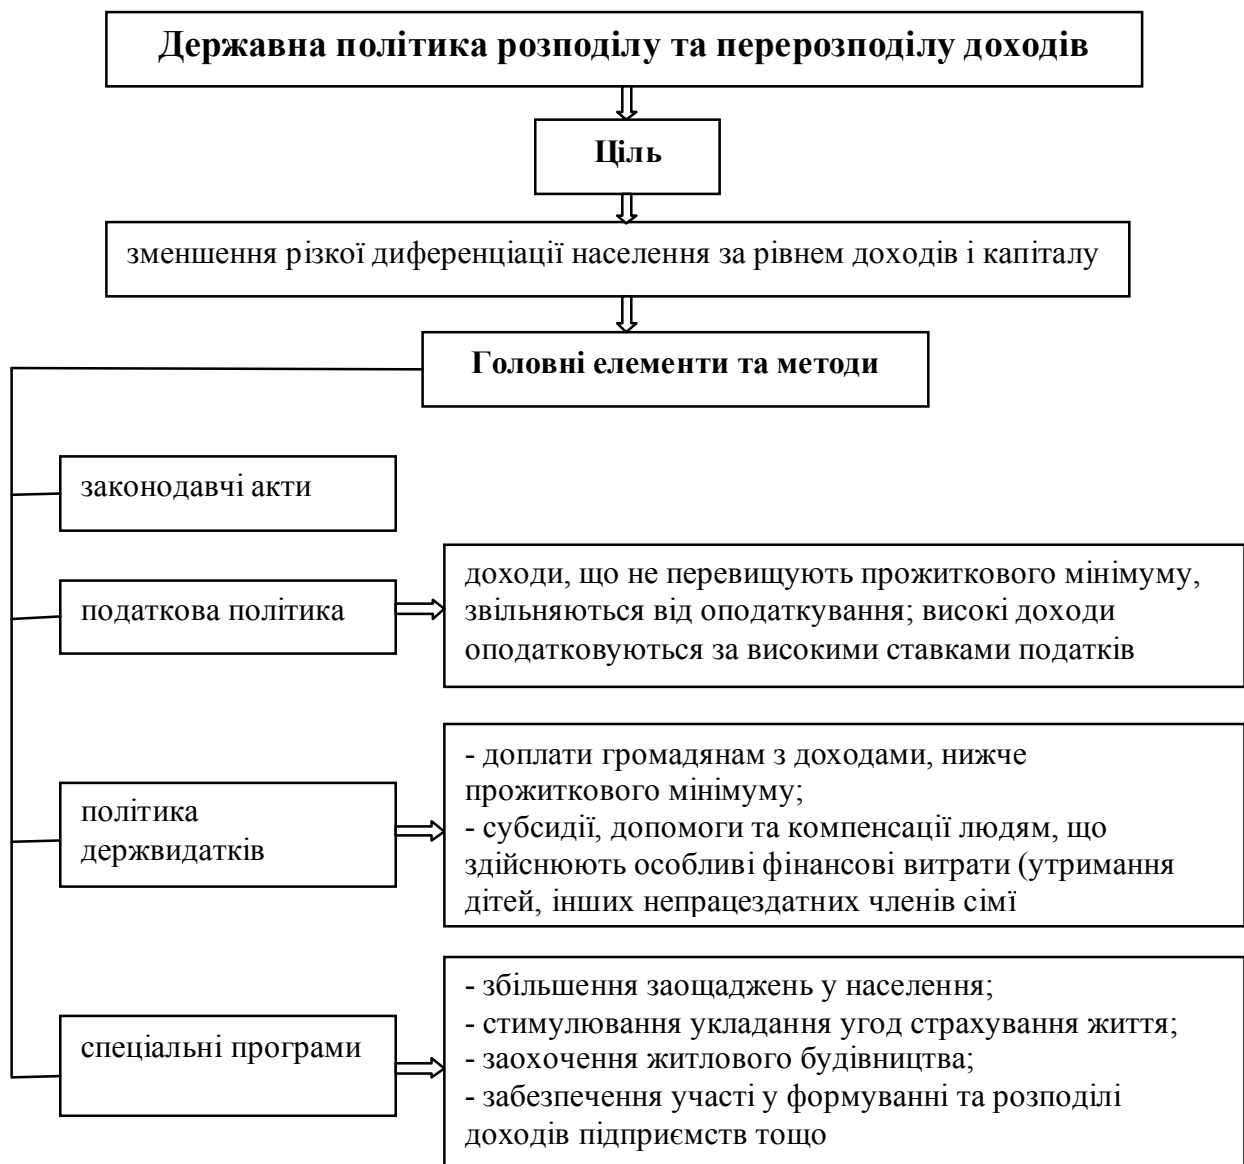 Державна політика розподілу та перерозподілу доходів
Ціль
зменшення різкої диференціації населення за рівнем доходів і капіталу
Головні елементи та методи
законодавчі акти
податкова політика
доходи, що не перевищують прожиткового мінімуму,
звільняються від оподаткування; високі доходи
оподатковуються за високими ставками податків
політика
держвидатків
- доплати громадянам з доходами, нижче
прожиткового мінімуму;
- субсидії, допомоги та компенсації людям, що
здійснюють особливі фінансові витрати (утримання
дітей, інших непрацездатних членів сімї
спеціальні програми
- збільшення заощаджень у населення;
- стимулювання укладання угод страхування життя;
- заохочення житлового будівництва;
- забезпечення участі у формуванні та розподілі
доходів підприємств тощо